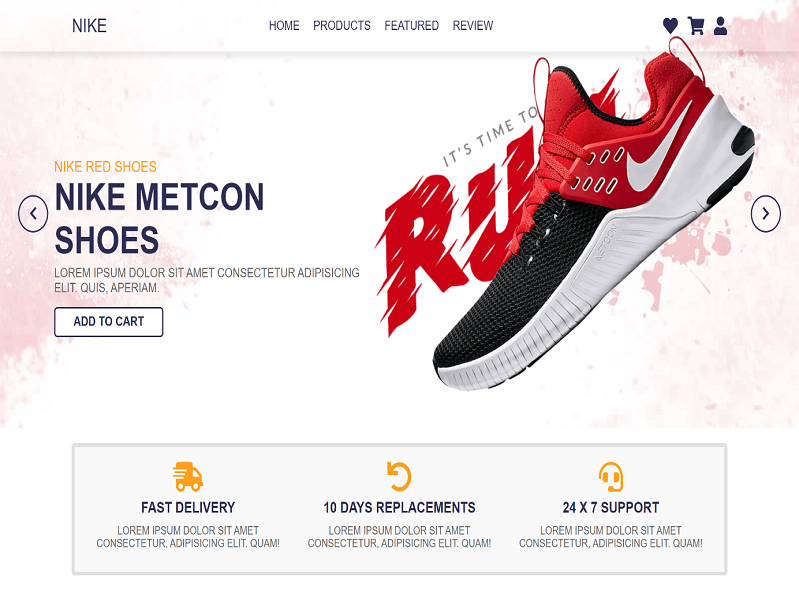 NIKE
HOME PRODUCTS FEATURED REVIEW
IT'S TIME TO
RU
NIKE RED SHOES
NIKE METCON
SHOES
LOREM IPSUM DOLOR SIT AMET CONSECTETUR ADIPISICING
ELIT. QUIS, APERIAM.
ADD TO CART
METCON
FAST DELIVERY
LOREM IPSUM DOLOR SIT AMET
CONSECTETUR, ADIPISICING ELIT. QUAM!
10 DAYS REPLACEMENTS
LOREM IPSUM DOLOR SIT AMET
CONSECTETUR, ADIPISICING ELIT. QUAM!
24 X 7 SUPPORT
LOREM IPSUM DOLOR SIT AMET
CONSECTETUR, ADIPISICING ELIT. QUAM!